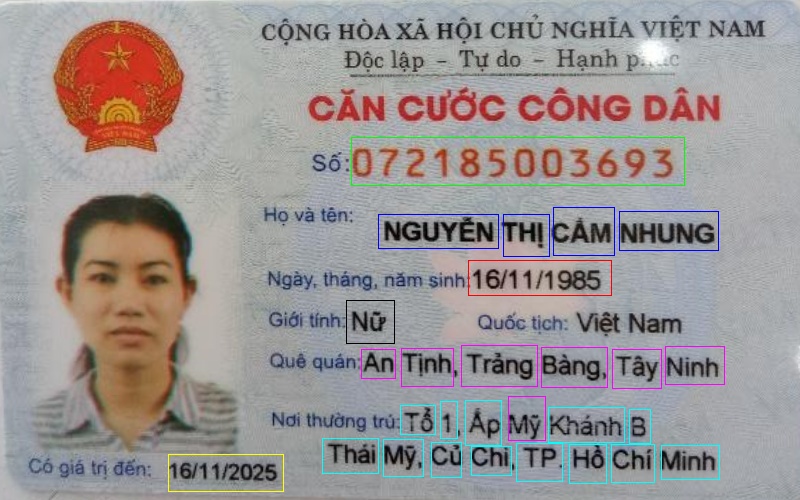 CỘNG HÒA XÃ HỘI CHỦ NGHĨA VIỆT NAM
Độc lập - Tự do - Hạnh phúc
CĂN CƯỚC CÔNG DÂN
Số: 072185003693
Họ và tên: NGUYỄN THỊ CẨM NHUNG
Ngày, tháng, năm sinh: 16/11/1985
Giới tính: Nữ Quốc tịch: Việt Nam
Quê quán: An Tịnh, Trảng Bàng, Tây Ninh
Nơi thường trú: Tổ 1, Ấp Mỹ Khánh B
Thái Mỹ, Củ Chi, TP. Hồ Chí Minh
Có giá trị đến: 16/11/2025